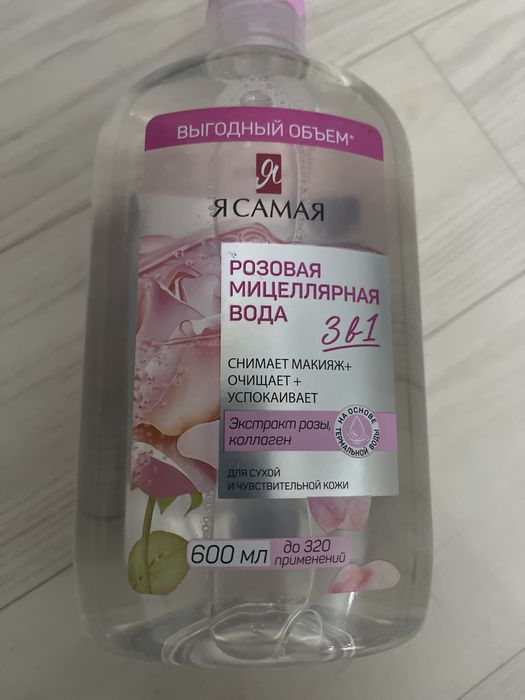 ВЫГОДНЫЙ ОБЪЕМ*
Я
Я САМАЯ
РОЗОВАЯ
МИЦЕЛЛЯРНАЯ
ВОДА
3в1
СНИМАЕТ МАКИЯЖ+
ОЧИЩАЕТ +
УСПОКАИВАЕТ
Экстракт розы,
коллаген
НА ОСНОВЕ
ТЕРМАЛЬНОЙ ВОДЫ
ДЛЯ СУХОЙ
И ЧУВСТВИТЕЛЬНОЙ КОЖИ
600 МЛ
до 320
применений